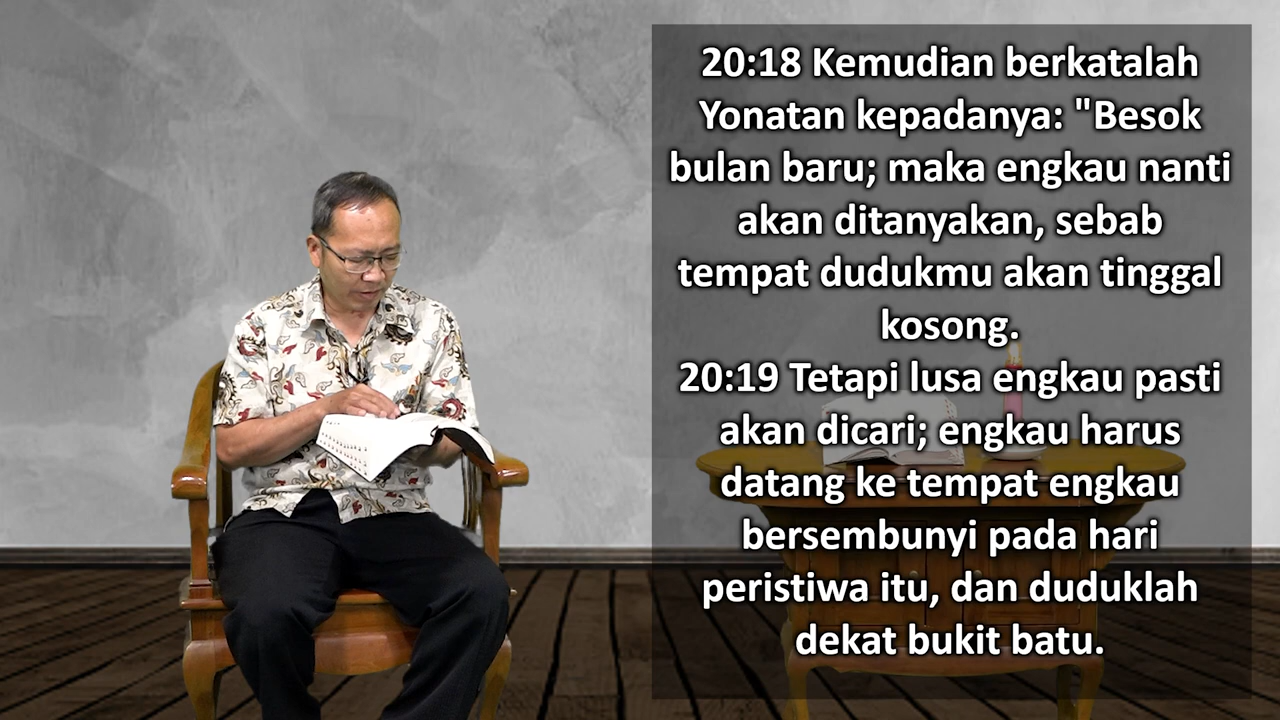 20:18 Kemudian berkatalah
Yonatan kepadanya: "Besok
bulan baru; maka engkau nanti
akan ditanyakan, sebab
tempat dudukmu akan tinggal
kosong.
20:19 Tetapi lusa engkau pasti
akan dicari; engkau harus
datang ke tempat engkau
bersembunyi pada hari
peristiwa itu, dan duduklah
dekat bukit batu.